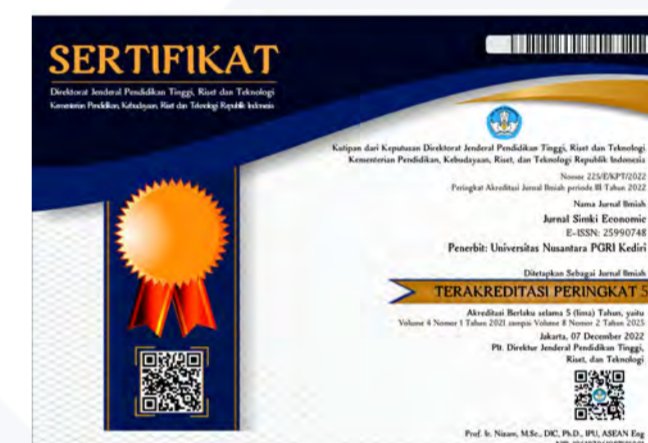 SERTIFIKAT
Direktorat Jenderal Pendidikan Tinggi, Riset dan Teknologi
Kementerian Pendidikan, Kebudayaan, Riset dan Teknologi Republik Indonesia
Kutipan dari Keputusan Direktorat Jenderal Pendidikan Tinggi, Riset dan Teknologi
Kementerian Pendidikan, Kebudayaan, Riset, dan Teknologi Republik Indonesia
Nomor 225/E/KPT/2022
Peringkat Akreditasi Jurnal Ilmiah periode III Tahun 2022
Nama Jurnal Ilmiah
Jurnal Simki Economic
E-ISSN: 25990748
Penerbit: Universitas Nusantara PGRI Kediri
Ditetapkan Sebagai Jurnal Ilmiah
TERAKREDITASI PERINGKAT 5
Akreditasi Berlaku selama 5 (lima) Tahun, yaitu
Volume 4 Nomor 1 Tahun 2021 sampai Volume 8 Nomor 2 Tahun 2025
Jakarta, 07 December 2022
Plt. Direktur Jenderal Pendidikan Tinggi,
Riset, dan Teknologi
Prof. Ir. Nizam, M.Sc., DIC, Ph.D., IPU, ASEAN Eng